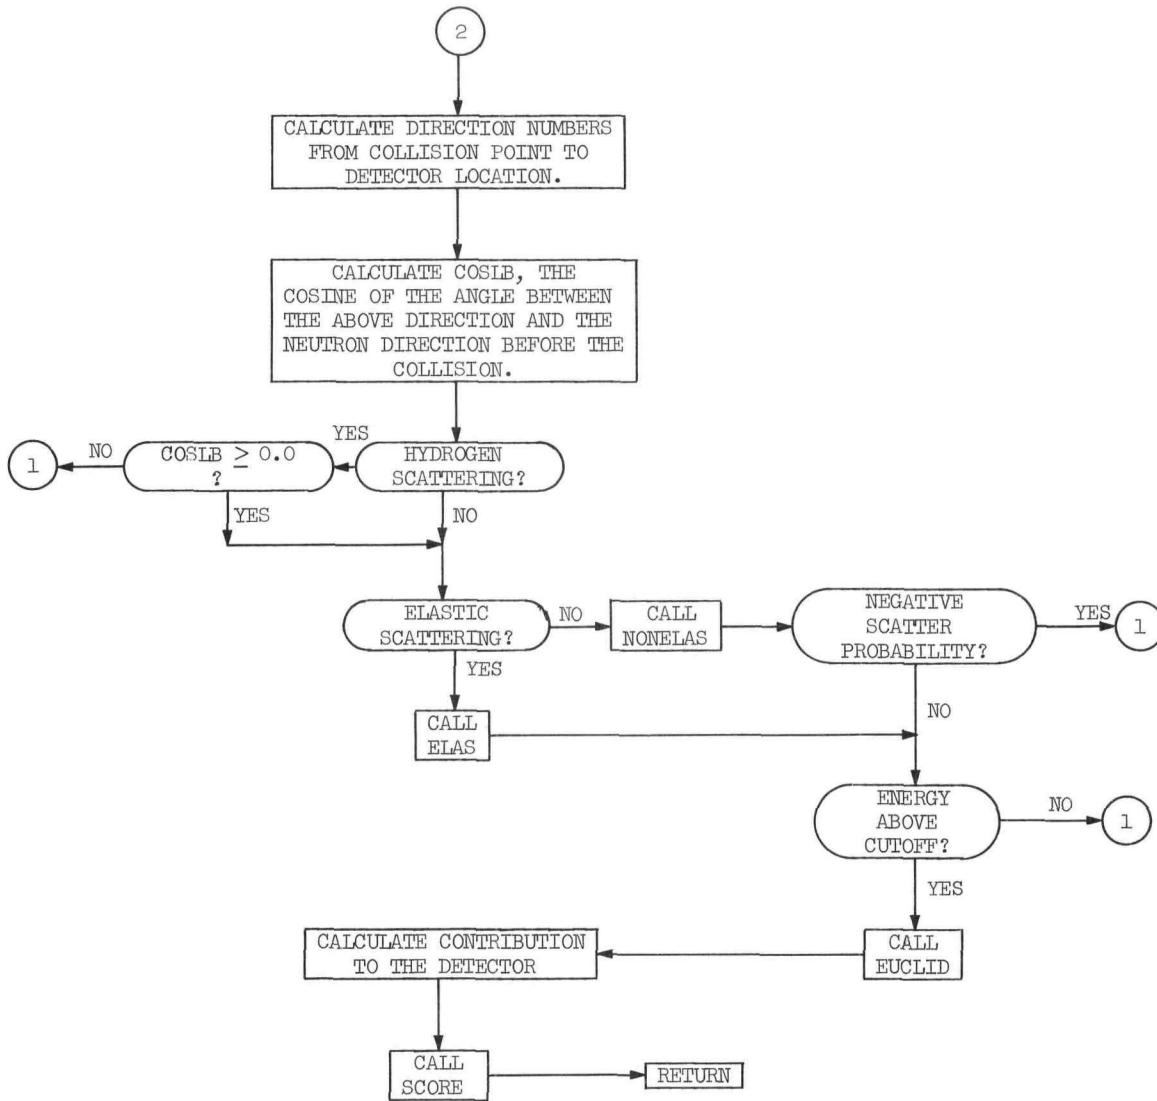 2
CALCULATE DIRECTION NUMBERS
FROM COLLISION POINT TO
DETECTOR LOCATION.
CALCULATE COSLB, THE
COSINE OF THE ANGLE BETWEEN
THE ABOVE DIRECTION AND THE
NEUTRON DIRECTION BEFORE THE
COLLISION.
1
NO
COSLB ≥ 0.0
?
YES
HYDROGEN
SCATTERING?
YES
NO
ELASTIC
SCATTERING?
NO
CALL
NONELAS
NEGATIVE
SCATTER
PROBABILITY?
YES
1
YES
NO
CALL
ELAS
ENERGY
ABOVE
CUTOFF?
NO
1
YES
CALL
EUCLID
CALCULATE CONTRIBUTION
TO THE DETECTOR
CALL
SCORE
RETURN